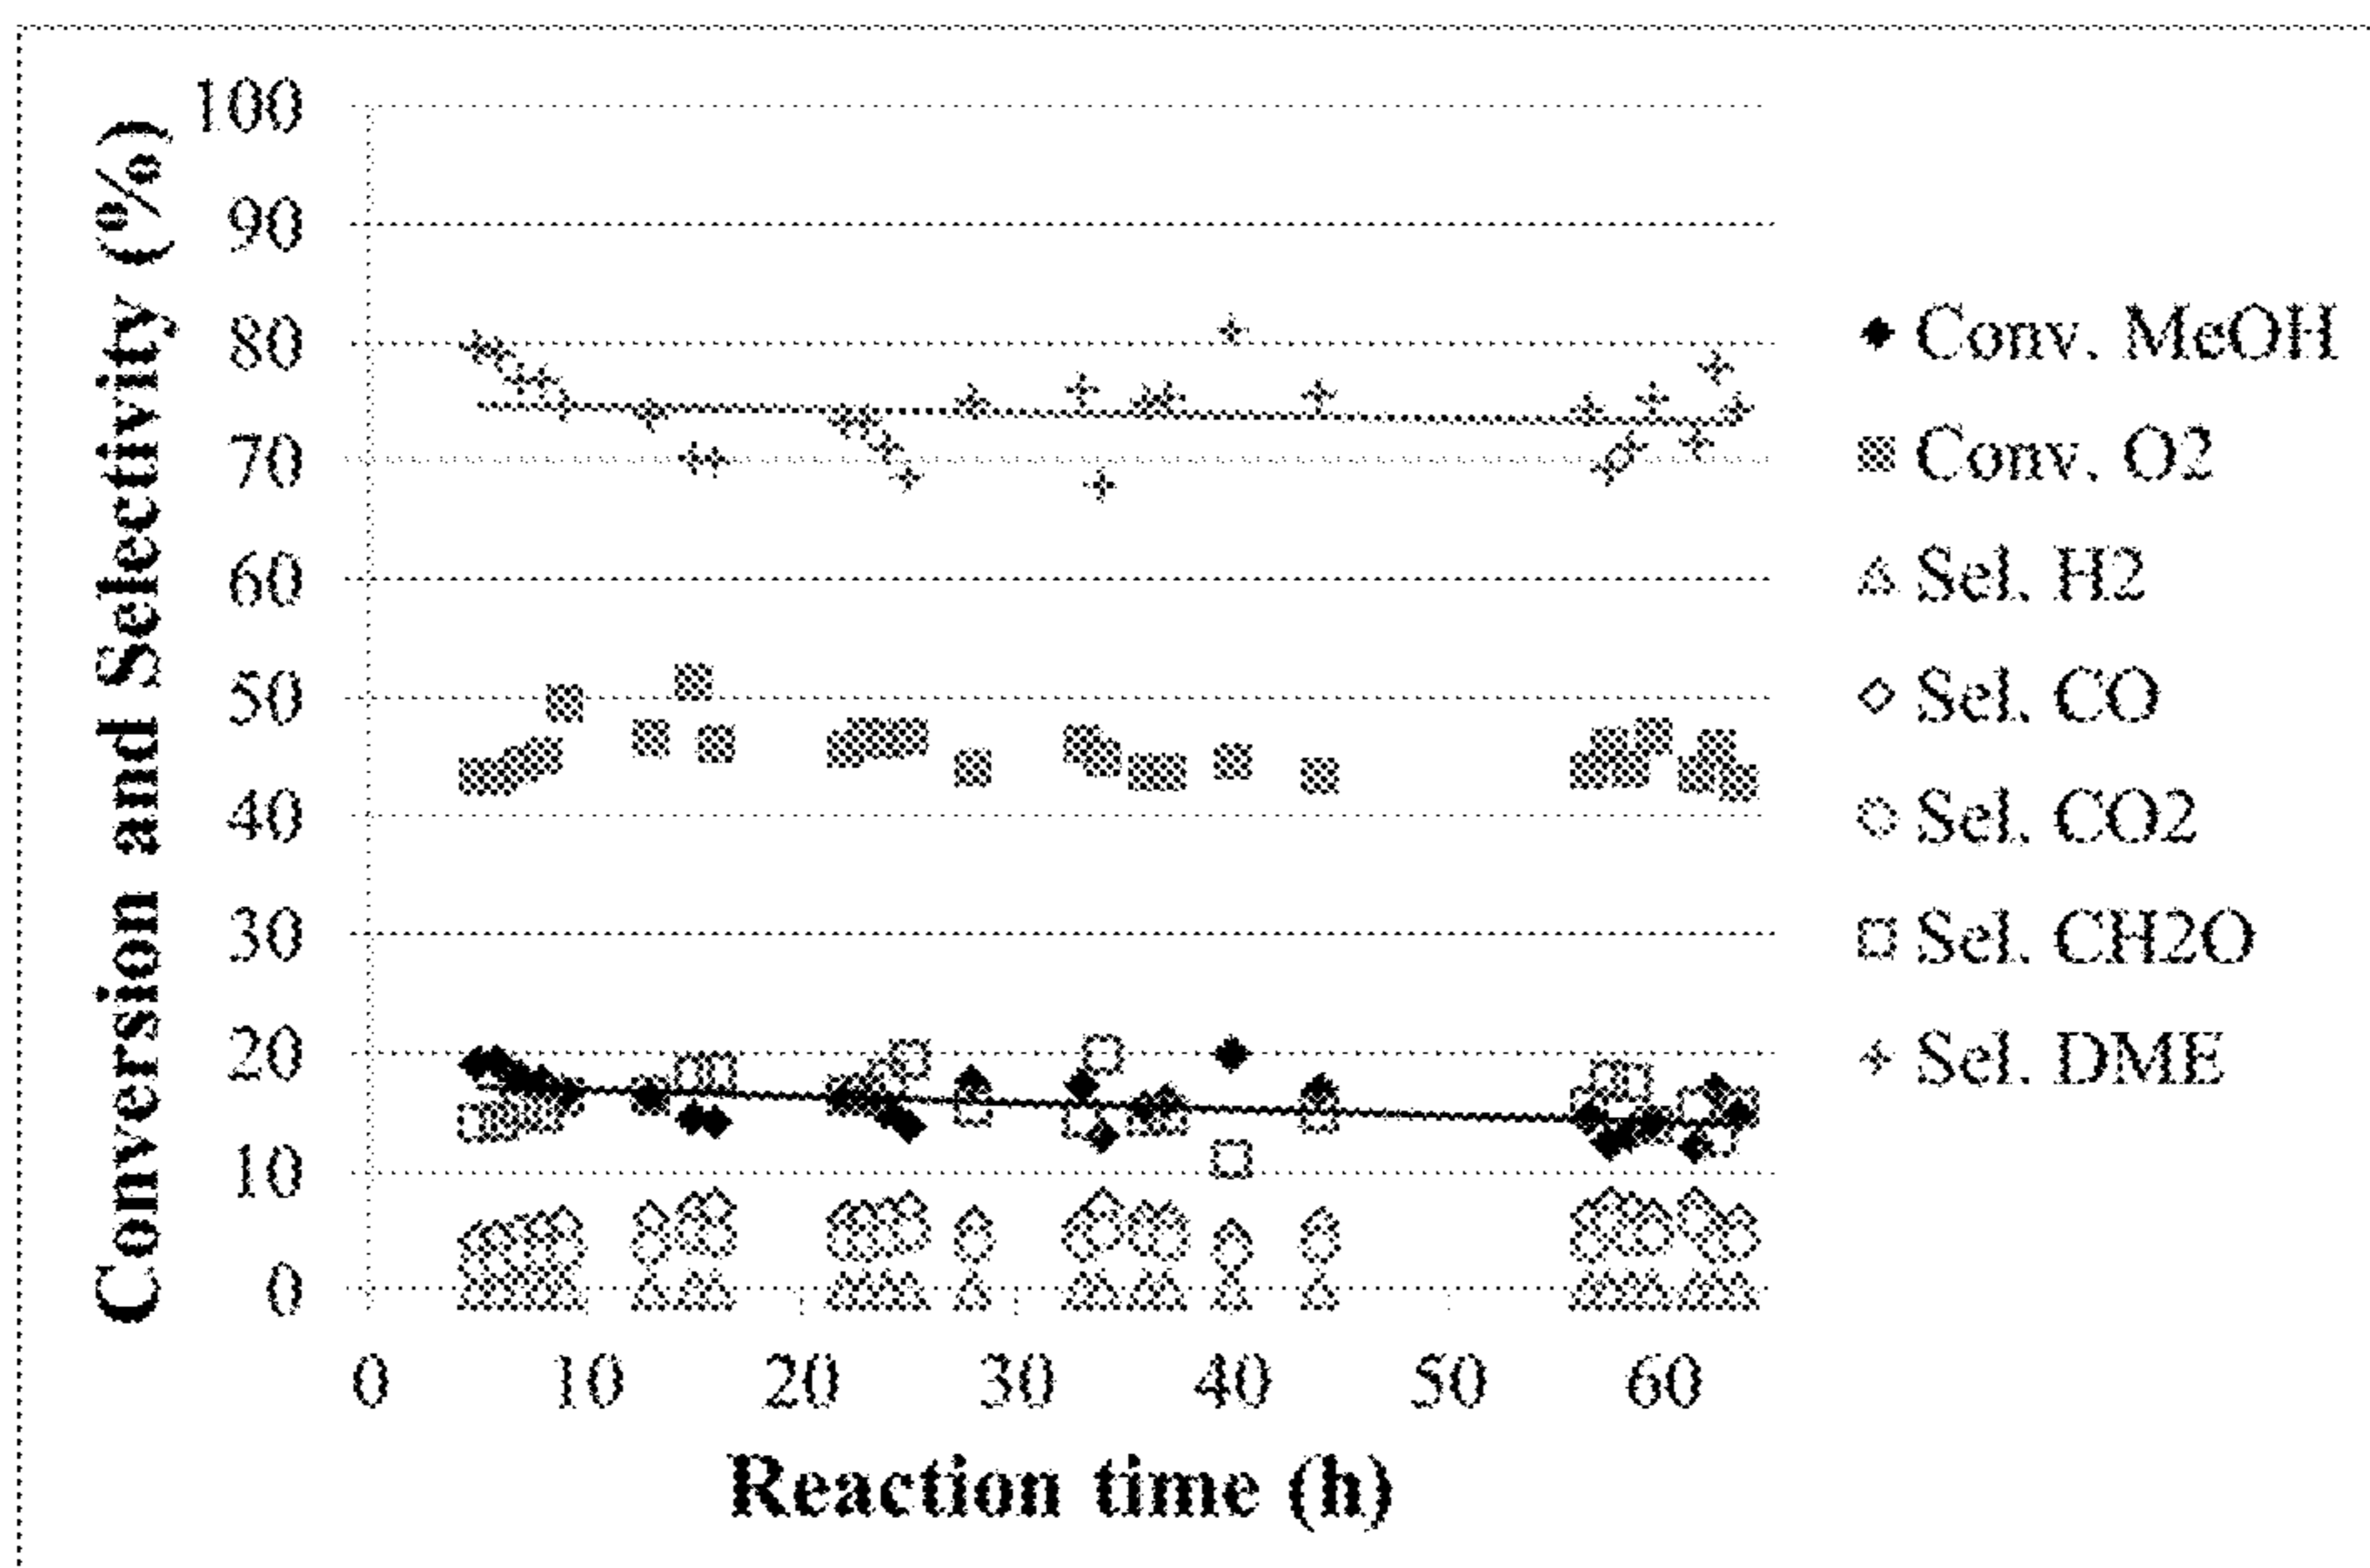 Conversion and Selectivity (%)
100
90
80
70
60
50
40
30
20
10
0
0 10 20 30 40 50 60
Reaction time (h)
Conv. MeOH
Conv. O2
Sel. H2
Sel. CO
Sel. CO2
Sel. CH2O
Sel. DME